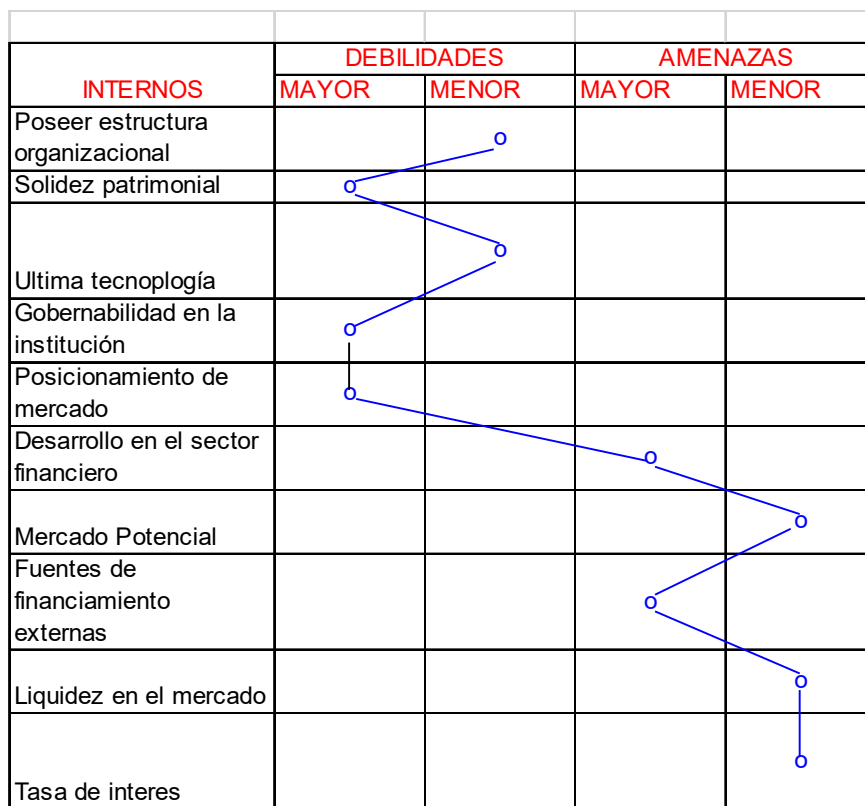 DEBILIDADES AMENAZAS
INTERNOS MAYOR MENOR MAYOR MENOR
Poseer estructura
organizacional o
Solidez patrimonial o
o
Ultima tecnoplogía
Gobernabilidad en la
institución o
Posicionamiento de
mercado o
Desarrollo en el sector
financiero o
Mercado Potencial o
Fuentes de
financiamiento o
externas
Liquidez en el mercado o
o
Tasa de interes